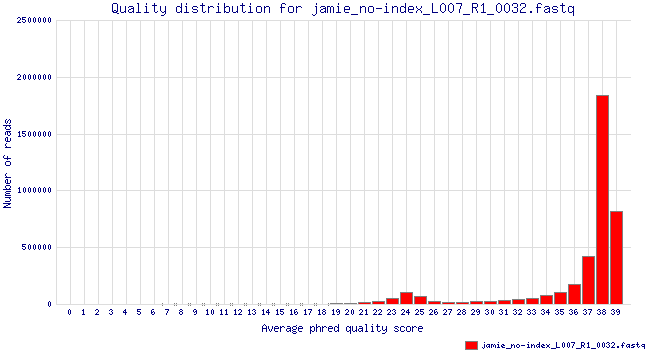 Quality distribution for jamie_no-index_L007_R1_0032.fastq
2500000
2000000
1500000
1000000
500000
0
Number of reads
0 1 2 3 4 5 6 7 8 9 10 11 12 13 14 15 16 17 18 19 20 21 22 23 24 25 26 27 28 29 30 31 32 33 34 35 36 37 38 39
Average phred quality score
jamie_no-index_L007_R1_0032.fastq